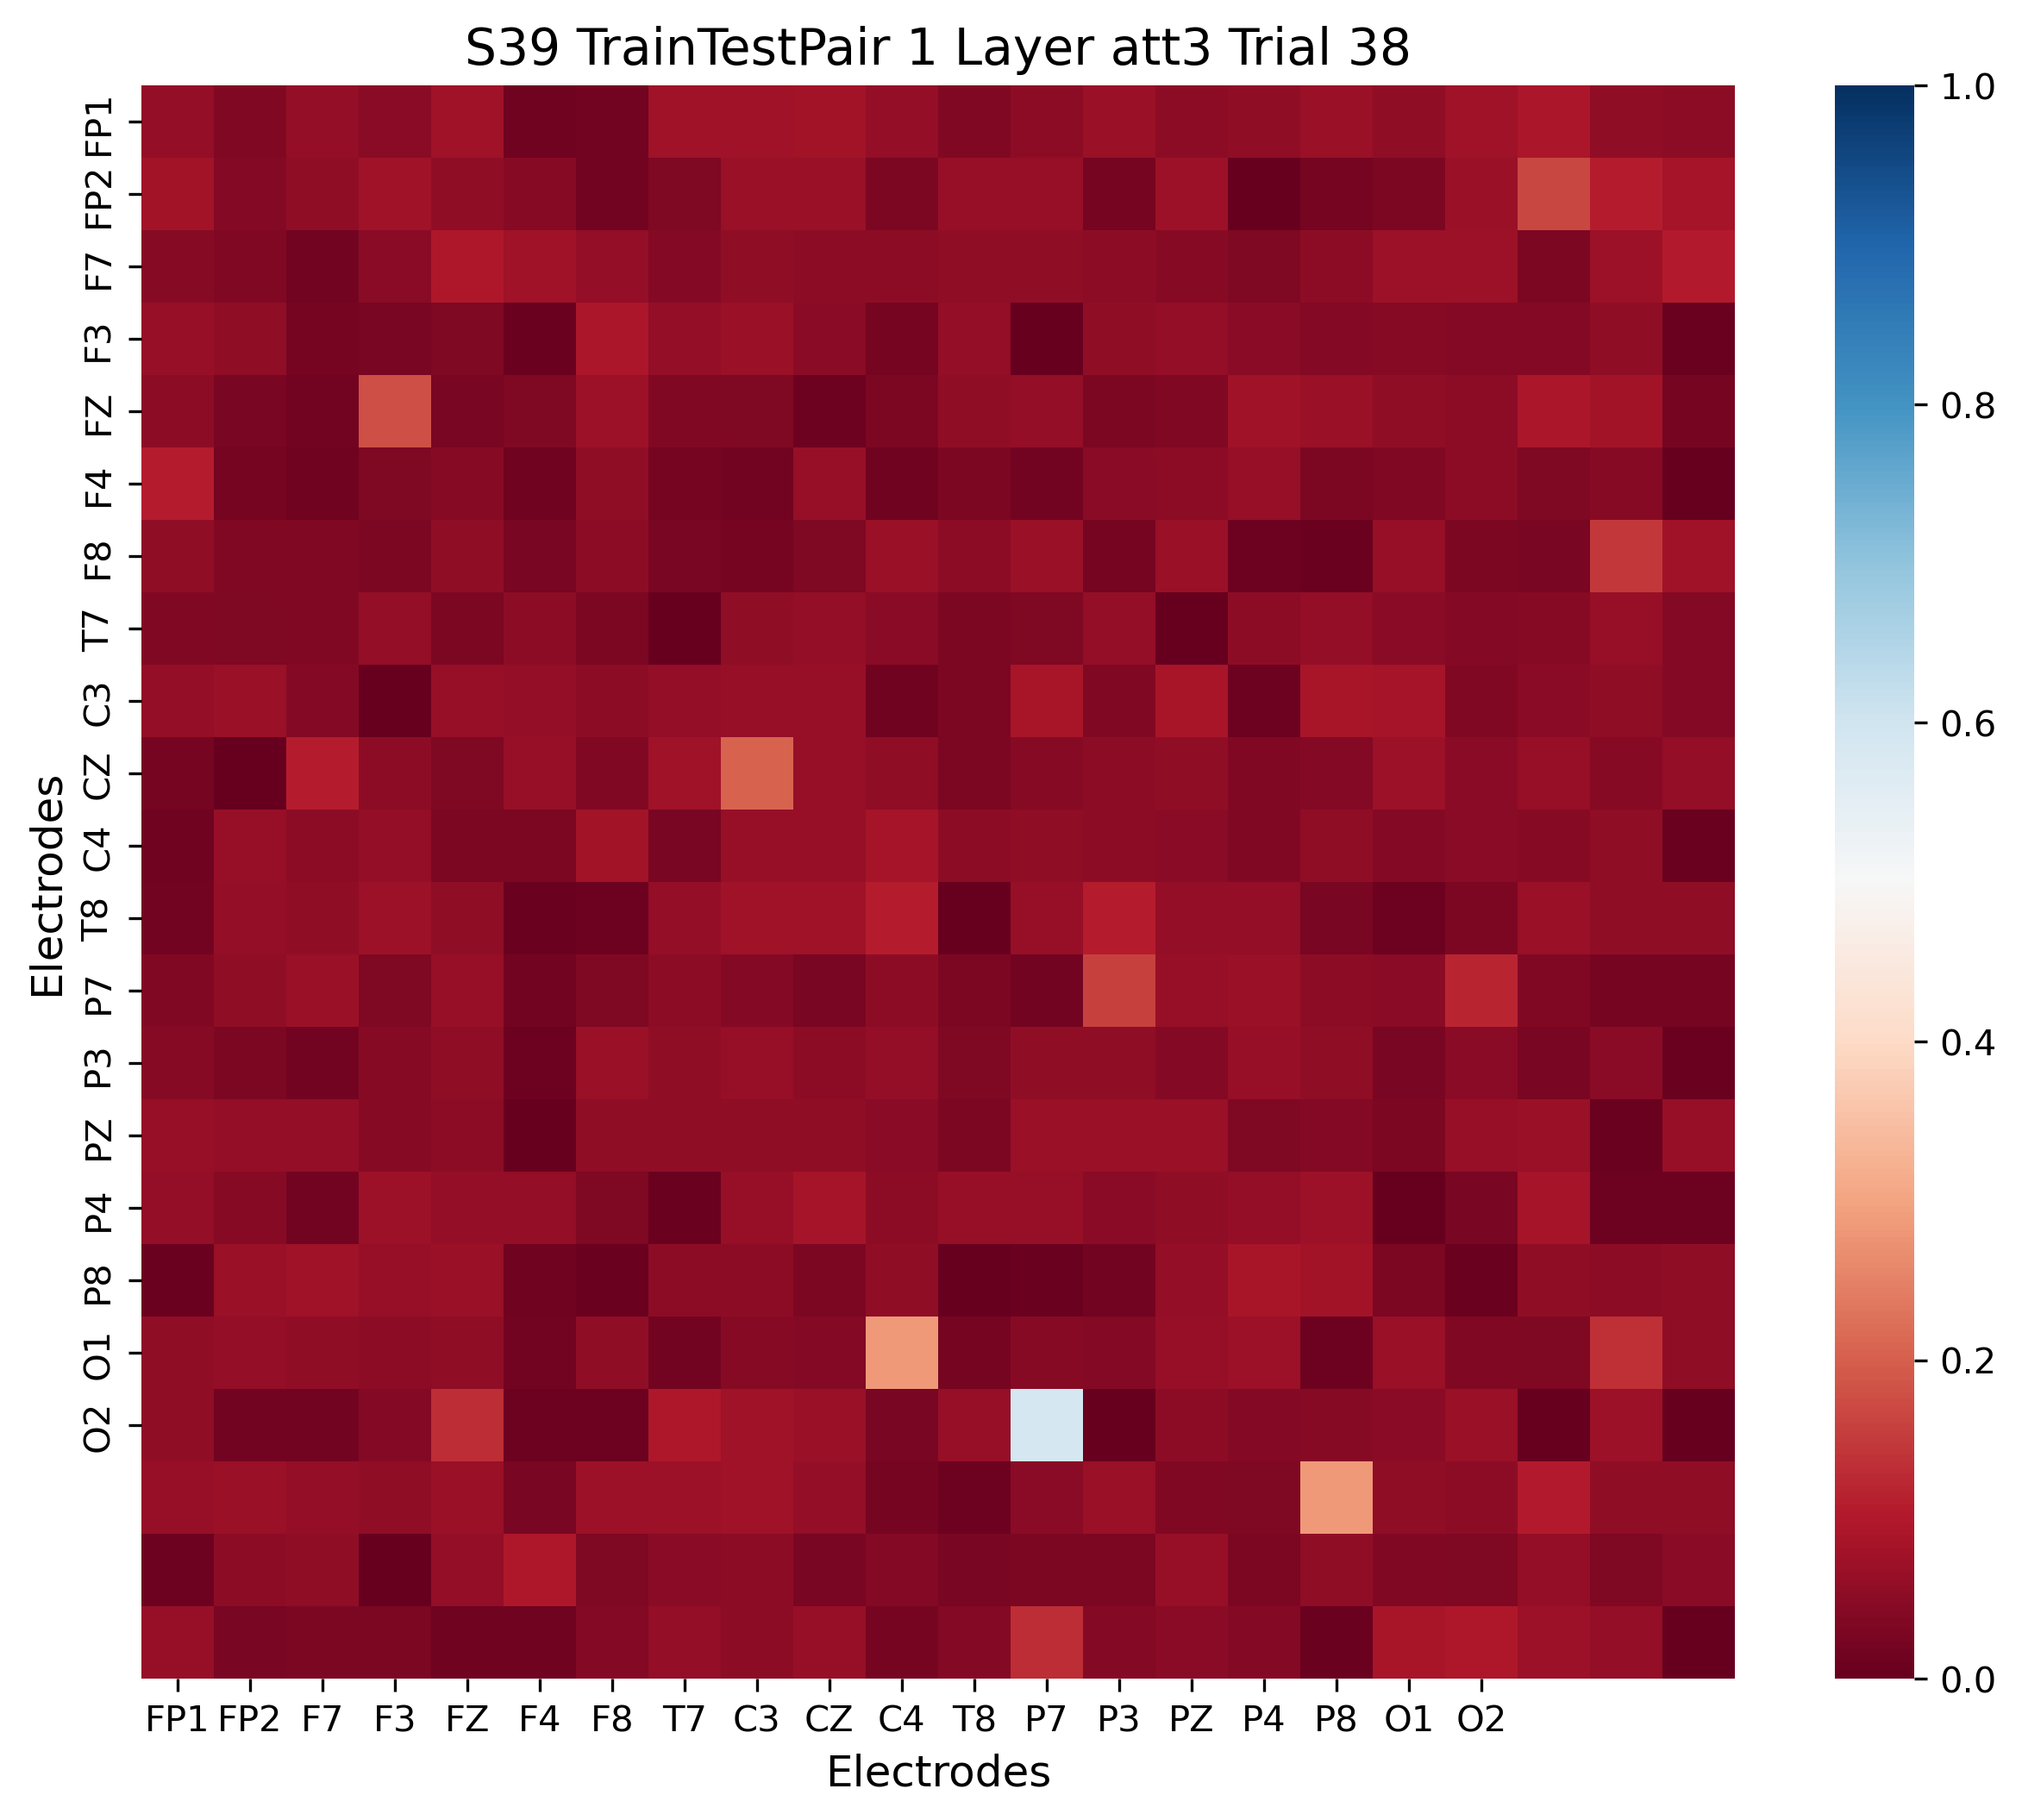 S39 TrainTestPair 1 Layer att3 Trial 38
Electrodes
FP1
FP2
F7
F3
FZ
F4
F8
T7
C3
CZ
C4
T8
P7
P3
PZ
P4
P8
O1
O2
FP1 FP2 F7 F3 FZ F4 F8 T7 C3 CZ C4 T8 P7 P3 PZ P4 P8 O1 O2
Electrodes
1.0
0.8
0.6
0.4
0.2
0.0